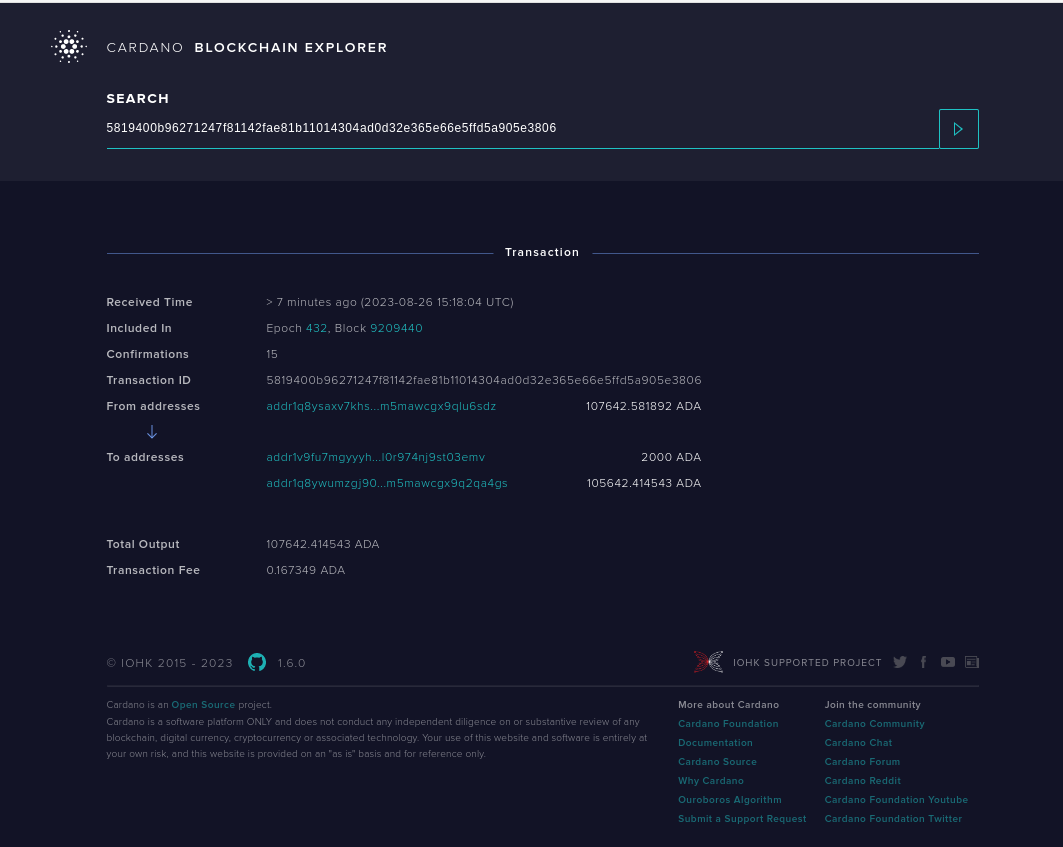 CARDANO BLOCKCHAIN EXPLORER
SEARCH
5819400b96271247f81142fae81b11014304ad0d32e365e66e5ffd5a905e3806
Transaction
Received Time > 7 minutes ago (2023-08-26 15:18:04 UTC)
Included In Epoch 432, Block 9209440
Confirmations 15
Transaction ID 5819400b96271247f81142fae81b11014304ad0d32e365e66e5ffd5a905e3806
From addresses addr1q8ysaxv7khs...m5mawcgx9qlu6sdz 107642.581892 ADA
To addresses addr1v9fu7mgyyyh...l0r974nj9st03emv 2000 ADA
addr1q8ywumzgj90...m5mawcgx9q2qa4gs 105642.414543 ADA
Total Output 107642.414543 ADA
Transaction Fee 0.167349 ADA
© IOHK 2015 - 2023 1.6.0 IOHK SUPPORTED PROJECT
Cardano is an Open Source project.
Cardano is a software platform ONLY and does not conduct any independent diligence on or substantive review of any
blockchain, digital currency, cryptocurrency or associated technology. Your use of this website and software is entirely at
your own risk, and this website is provided on an "as is" basis and for reference only.
More about Cardano
Cardano Foundation
Documentation
Cardano Source
Why Cardano
Ouroboros Algorithm
Submit a Support Request
Join the community
Cardano Community
Cardano Chat
Cardano Forum
Cardano Reddit
Cardano Foundation Youtube
Cardano Foundation Twitter